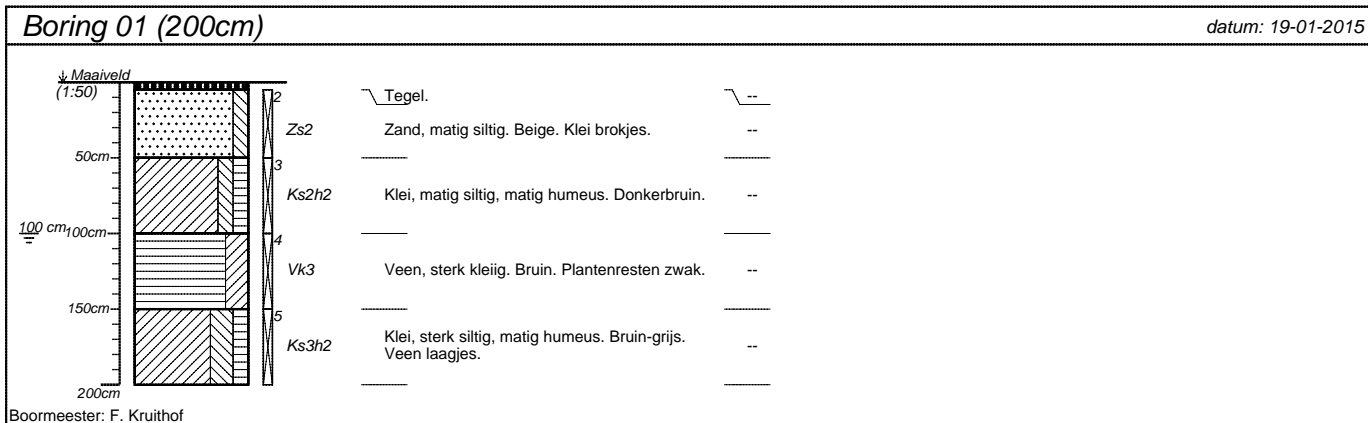 Boring 01 (200cm)
datum: 19-01-2015
Maaiveld
(1:50)
2
Tegel.
--
Zs2
Zand, matig siltig. Beige. Klei brokjes.
--
50cm
3
Ks2h2
Klei, matig siltig, matig humeus. Donkerbruin.
--
100 cm
100cm
4
Vk3
Veen, sterk kleiig. Bruin. Plantenresten zwak.
--
150cm
5
Ks3h2
Klei, sterk siltig, matig humeus. Bruin-grijs.
Veen laagjes.
--
200cm
Boormeester: F. Kruithof